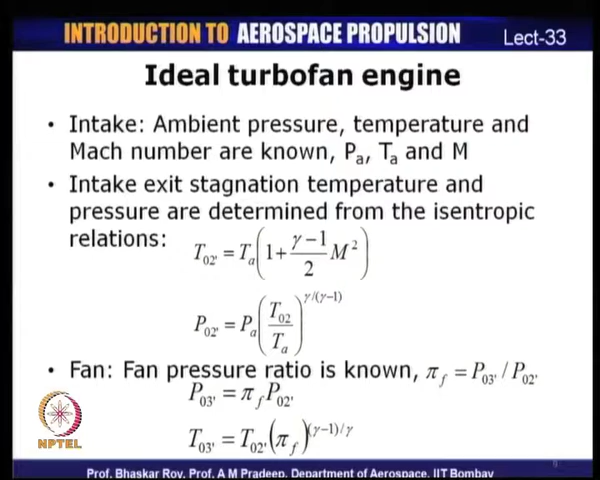 INTRODUCTION TO AEROSPACE PROPULSION Lect-33
Ideal turbofan engine
• Intake: Ambient pressure, temperature and
Mach number are known, Pₐ, Tₐ and M
• Intake exit stagnation temperature and
pressure are determined from the isentropic
relations:
T₀₂' = Tₐ(1 + (γ−1)/2 M²)
P₀₂' = Pₐ(T₀₂/Tₐ)^(γ/(γ−1))
• Fan: Fan pressure ratio is known, π_f = P₀₃'/P₀₂'
P₀₃' = π_f P₀₂'
T₀₃' = T₀₂'(π_f)^((γ−1)/γ)
NPTEL
Prof. Bhaskar Roy, Prof. A M Pradeep, Department of Aerospace, IIT Bombay